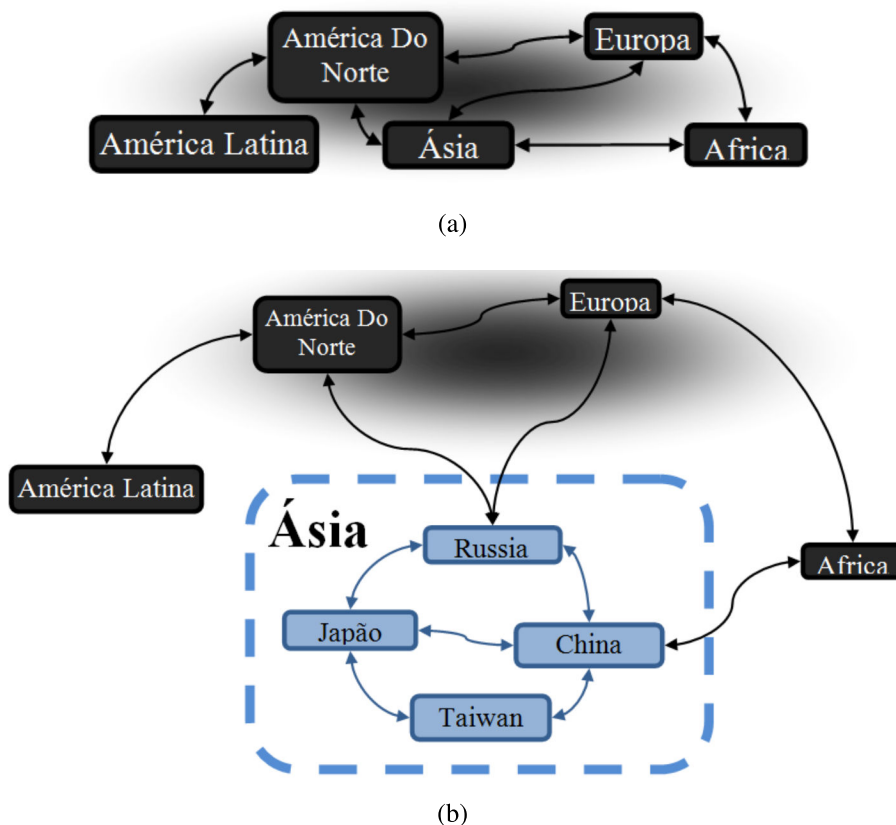 América Do
Norte
Europa
América Latina
Ásia
Africa
(a)
América Do
Norte
Europa
América Latina
Ásia
Russia
Africa
Japão
China
Taiwan
(b)